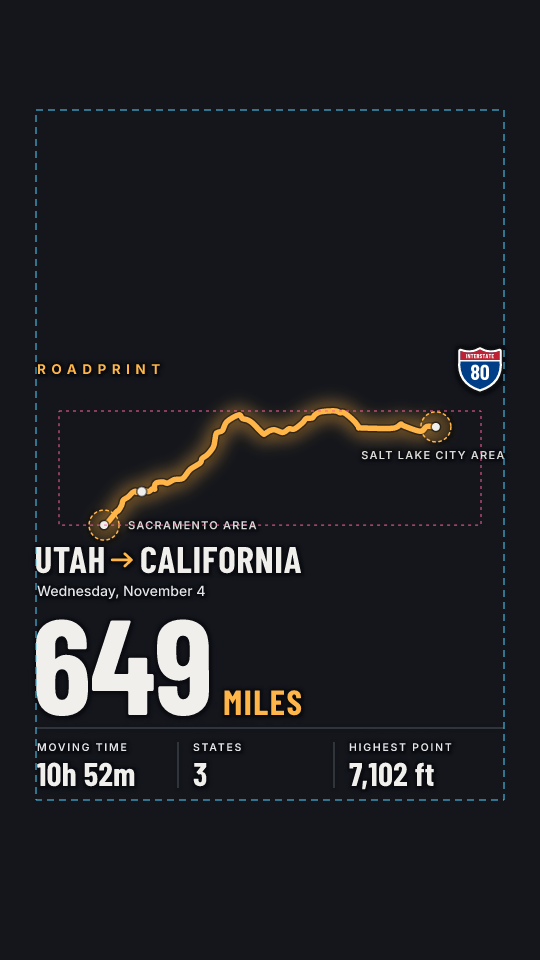 ROADPRINT
INTERSTATE
80
SALT LAKE CITY AREA
SACRAMENTO AREA
UTAH → CALIFORNIA
Wednesday, November 4
649 MILES
MOVING TIME STATES HIGHEST POINT
10h 52m 3 7,102 ft